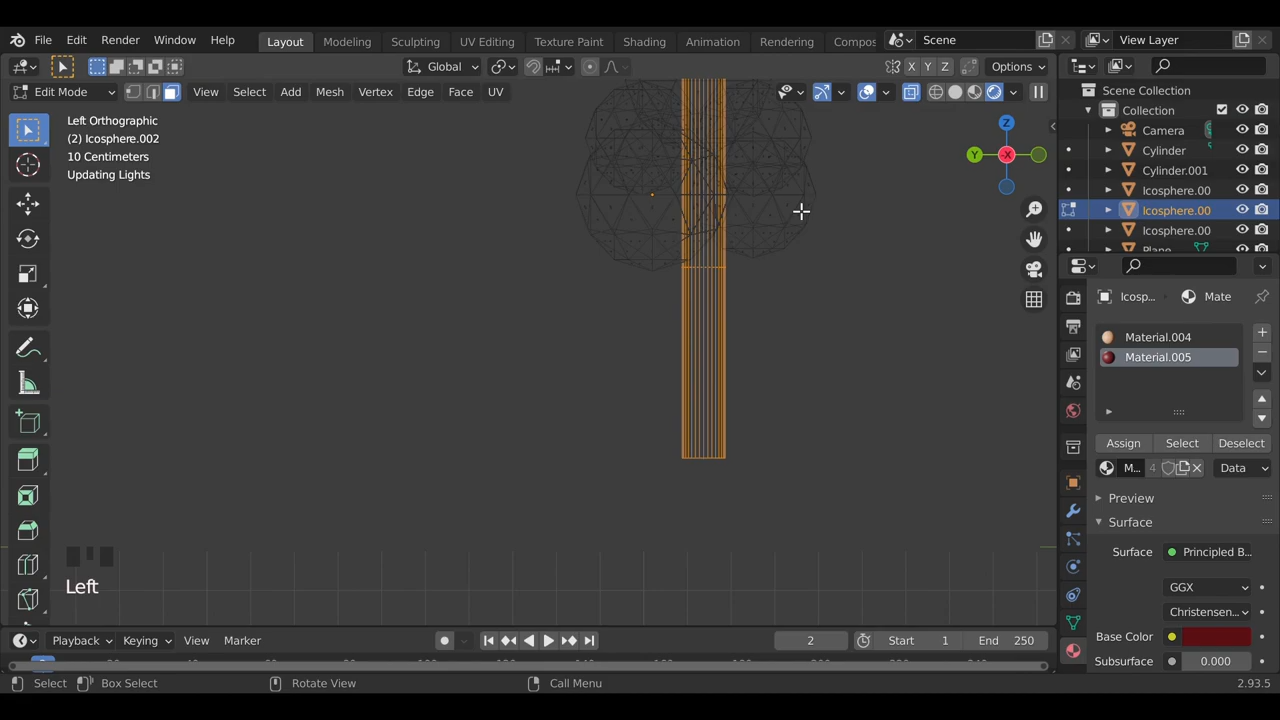 File Edit Render Window Help Layout Modeling Sculpting UV Editing Texture Paint Shading Animation Rendering Compos Scene View Layer
Global X Y Z Options
Edit Mode View Select Add Mesh Vertex Edge Face UV
Left Orthographic
(2) Icosphere.002
10 Centimeters
Updating Lights
Z
Y X
Scene Collection
Collection
Camera
Cylinder
Cylinder.001
Icosphere.00
Icosphere.00
Icosphere.00
Plane
Icosp... Mate
Material.004
Material.005
Assign Select Deselect
M... 4 Data
Preview
Surface
Surface Principled B...
GGX
Christensen...
Base Color
Subsurface 0.000
Left
Playback Keying View Marker 2 Start 1 End 250
Select Box Select Rotate View Call Menu 2.93.5